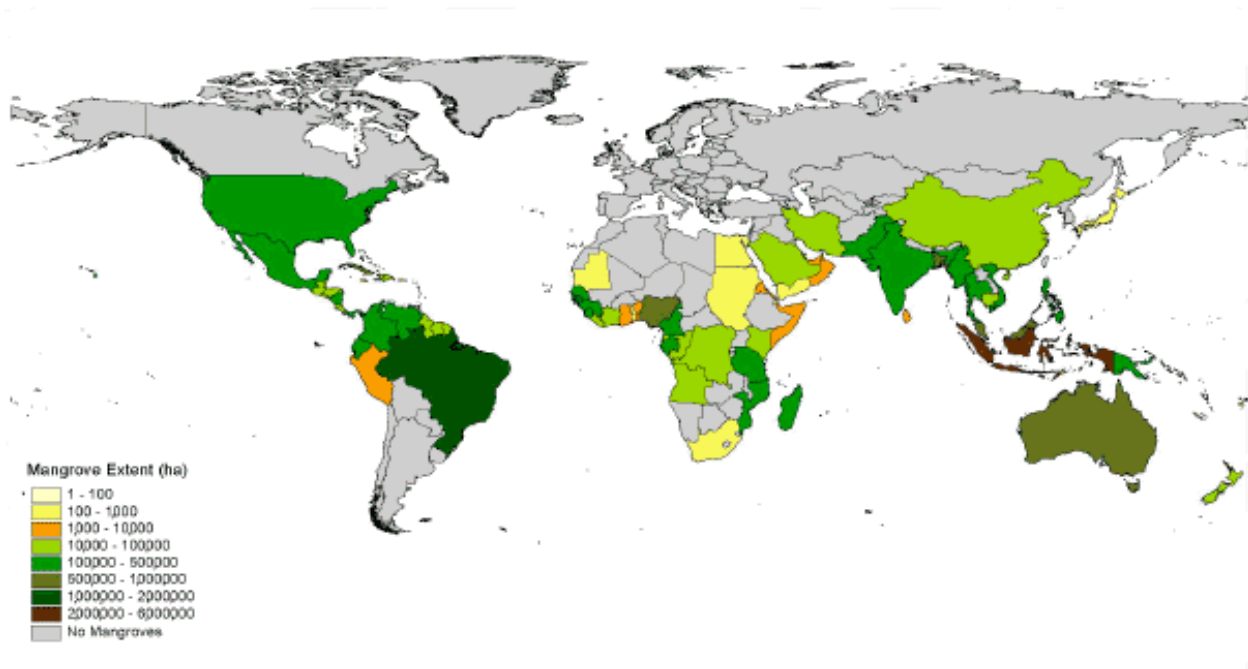 Mangrove Extent (ha)
1 - 100
100 - 1,000
1,000 - 10,000
10,000 - 100,000
100,000 - 500,000
500,000 - 1,000,000
1,000,000 - 2,000,000
2,000,000 - 6,000,000
No Mangroves